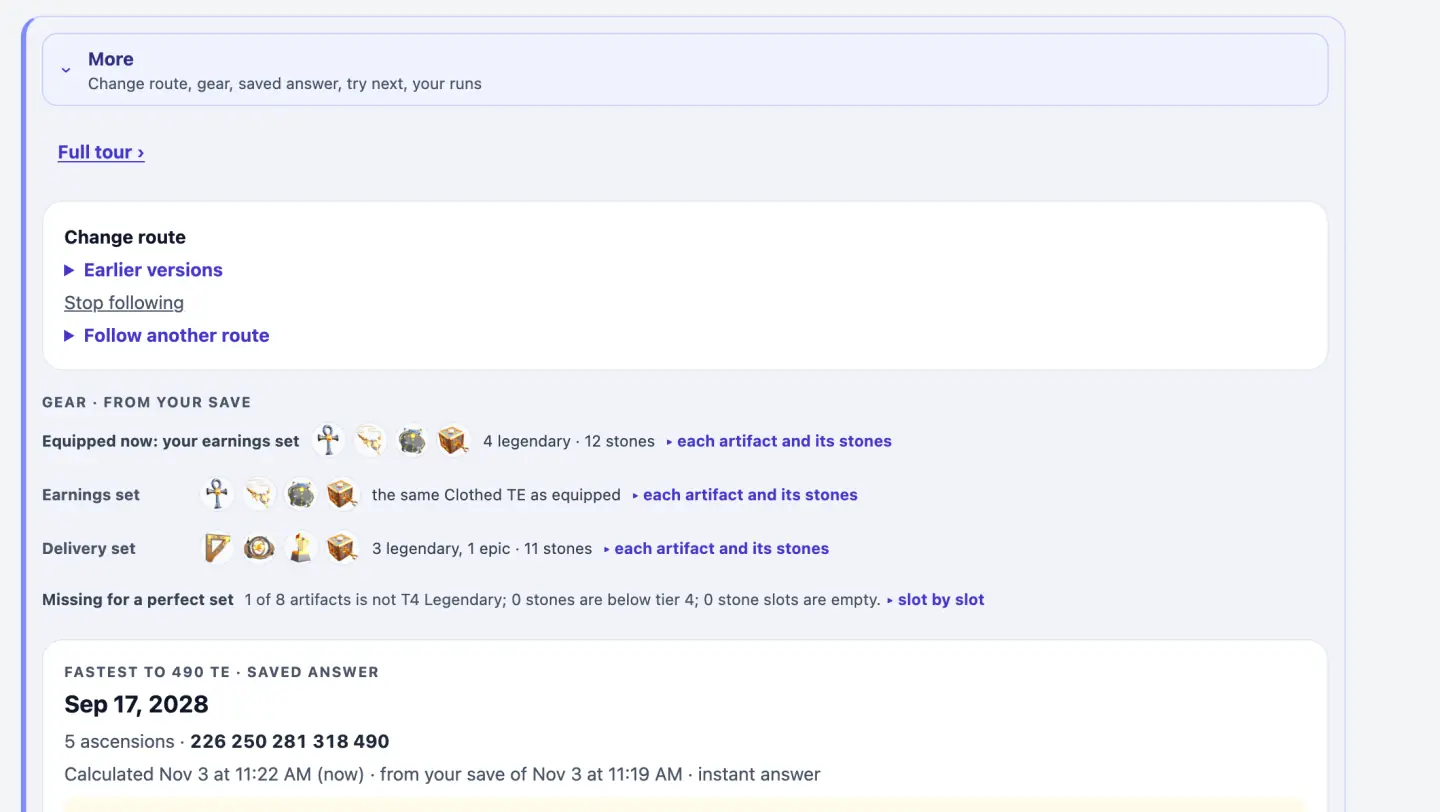 More
Change route, gear, saved answer, try next, your runs
Full tour ›
Change route
▶ Earlier versions
Stop following
▶ Follow another route
GEAR · FROM YOUR SAVE
Equipped now: your earnings set 4 legendary · 12 stones ▸ each artifact and its stones
Earnings set the same Clothed TE as equipped ▸ each artifact and its stones
Delivery set 3 legendary, 1 epic · 11 stones ▸ each artifact and its stones
Missing for a perfect set 1 of 8 artifacts is not T4 Legendary; 0 stones are below tier 4; 0 stone slots are empty. ▸ slot by slot
FASTEST TO 490 TE · SAVED ANSWER
Sep 17, 2028
5 ascensions · 226 250 281 318 490
Calculated Nov 3 at 11:22 AM (now) · from your save of Nov 3 at 11:19 AM · instant answer